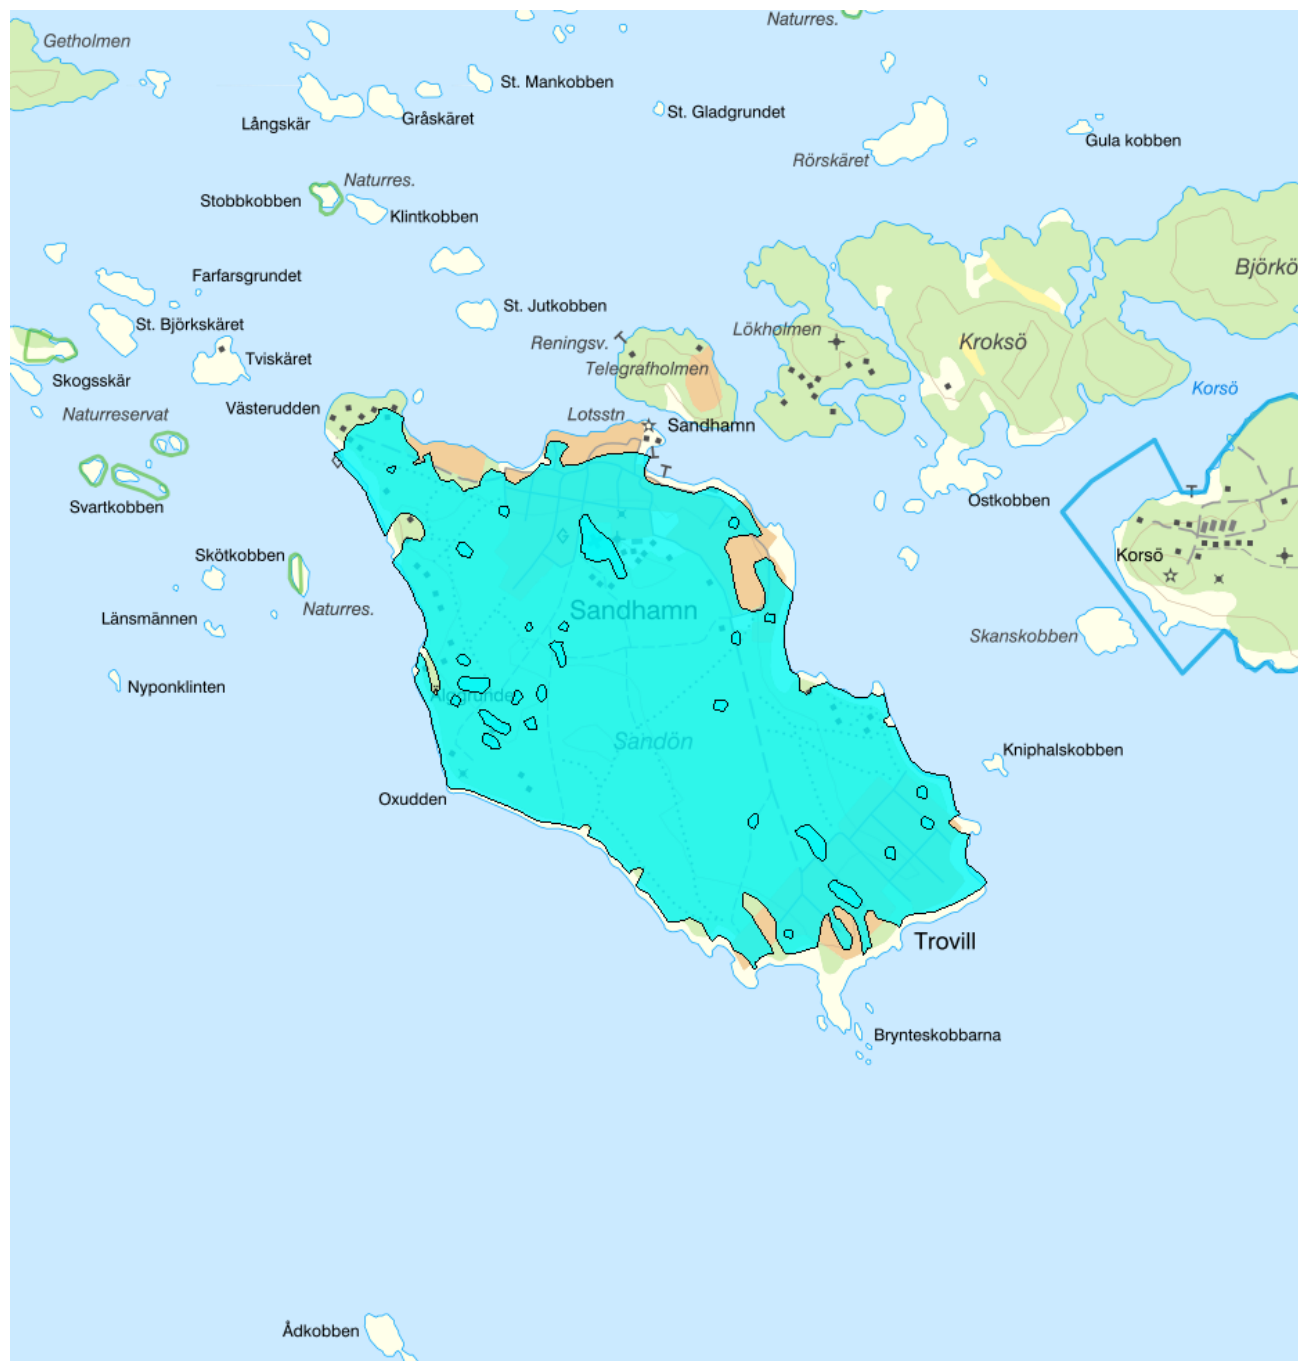 Naturres.
Getholmen
St. Mankobben
St. Gladgrundet
Gråskäret
Långskär
Gula kobben
Rörskäret
Naturres.
Stobbkobben
Klintkobben
Björkö
Farfarsgrundet
St. Jutkobben
St. Björkskäret
Lökholmen
Reningsv.
Kroksö
Tviskäret
Telegrafholmen
Skogsskär
Korsö
Västerudden
Naturreservat
Lotsstn
Sandhamn
Ostkobben
Svartkobben
Skötkobben
Korsö
Naturres.
Sandhamn
Länsmännen
Skanskobben
Nyponklinten
Sandön
Kniphalskobben
Oxudden
Trovill
Brynteskobbarna
Ådkobben